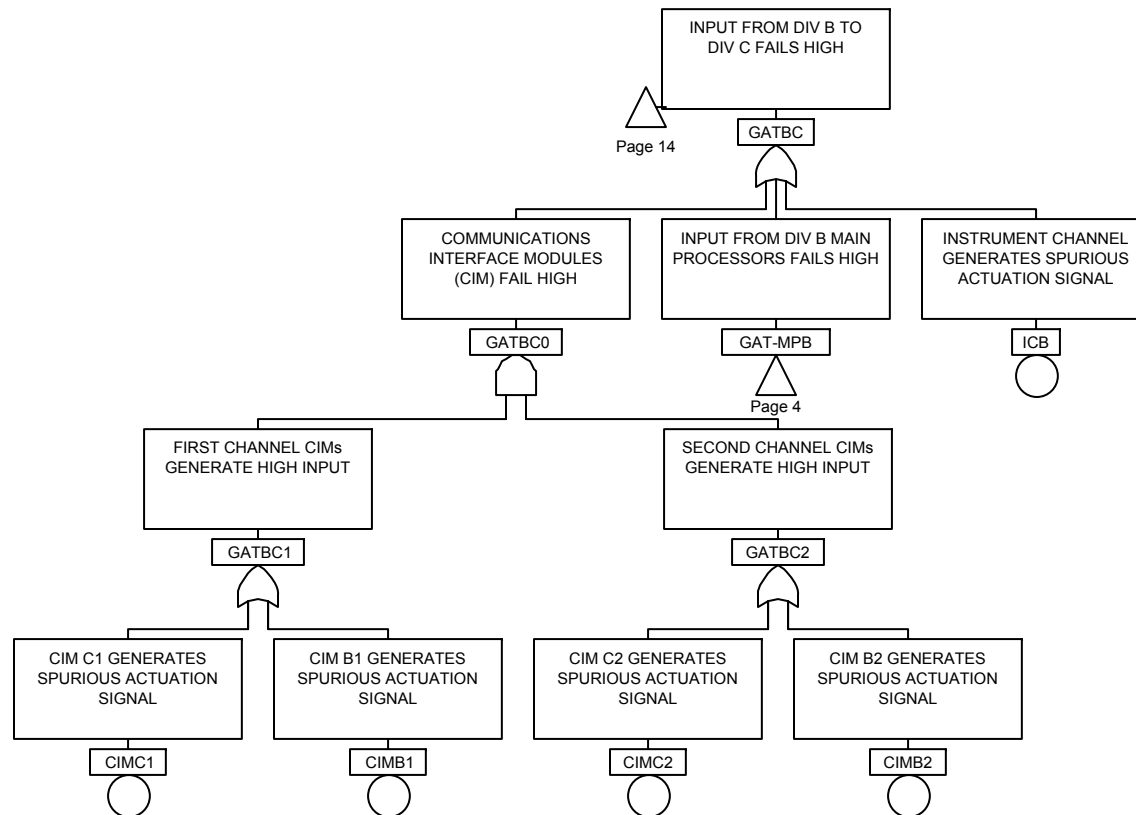 INPUT FROM DIV B TO
DIV C FAILS HIGH
Page 14
GATBC
COMMUNICATIONS
INTERFACE MODULES
(CIM) FAIL HIGH
GATBC0
INPUT FROM DIV B MAIN
PROCESSORS FAILS HIGH
GAT-MPB
Page 4
INSTRUMENT CHANNEL
GENERATES SPURIOUS
ACTUATION SIGNAL
ICB
FIRST CHANNEL CIMs
GENERATE HIGH INPUT
GATBC1
SECOND CHANNEL CIMs
GENERATE HIGH INPUT
GATBC2
CIM C1 GENERATES
SPURIOUS ACTUATION
SIGNAL
CIMC1
CIM B1 GENERATES
SPURIOUS ACTUATION
SIGNAL
CIMB1
CIM C2 GENERATES
SPURIOUS ACTUATION
SIGNAL
CIMC2
CIM B2 GENERATES
SPURIOUS ACTUATION
SIGNAL
CIMB2